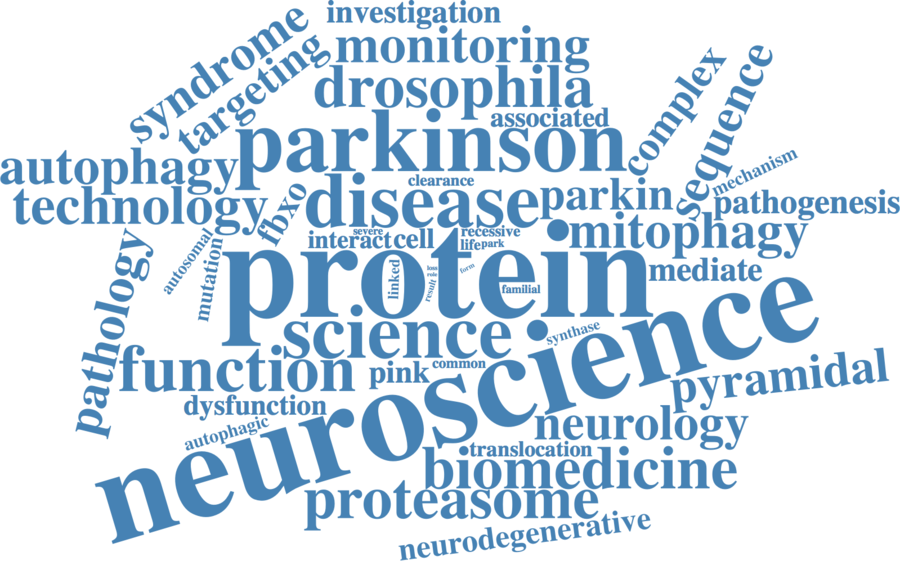 investigation
syndrome
monitoring
targeting
drosophila
complex
sequence
associated
parkinson
autophagy
mechanism
clearance
technology
fbxo
disease
parkin
pathogenesis
severe
recessive
interact
cell
life
park
mitophagy
autosomal
mutation
pathology
protein
linked
role
form
result
familial
mediate
science
synthase
neuroscience
function
pink
common
pyramidal
dysfunction
autophagic
neurology
translocation
biomedicine
proteasome
neurodegenerative